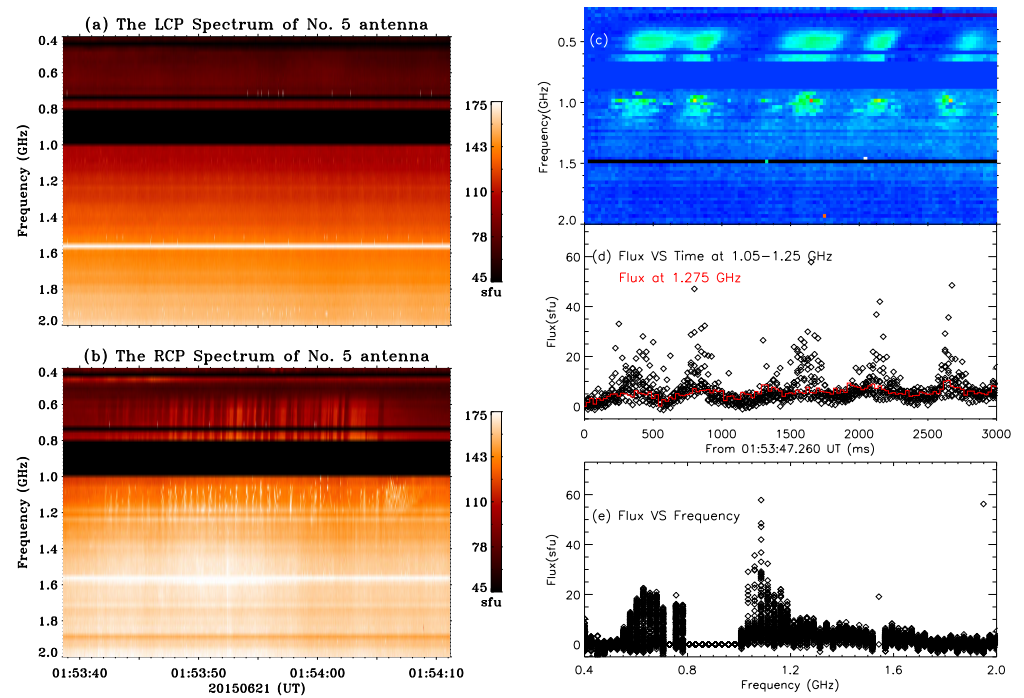 (a) The LCP Spectrum of No. 5 antenna
Frequency (GHz)
0.4
0.6
0.8
1.0
1.2
1.4
1.6
1.8
2.0
175
143
110
78
45
sfu
(b) The RCP Spectrum of No. 5 antenna
Frequency (GHz)
0.6
0.8
1.0
1.2
1.4
1.6
1.8
2.0
175
143
110
78
45
sfu
01:53:40 01:53:50 01:54:00 01:54:10
20150621 (UT)
(c)
Frequency(GHz)
0.5
1.0
1.5
2.0
(d) Flux VS Time at 1.05-1.25 GHz
Flux at 1.275 GHz
Flux(sfu)
60
40
20
0
0 500 1000 1500 2000 2500 3000
From 01:53:47.260 UT (ms)
(e) Flux VS Frequency
Flux(sfu)
60
40
20
0
0.4 0.8 1.2 1.6 2.0
Frequency (GHz)